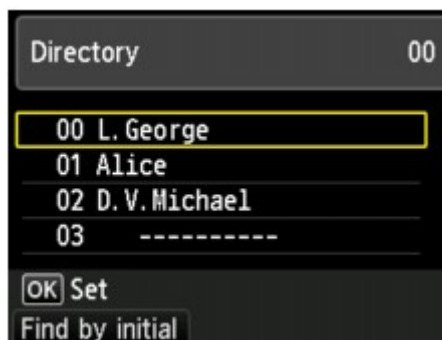 Directory 00
00 L.George
01 Alice
02 D.V.Michael
03 ----------
OK Set
Find by initial